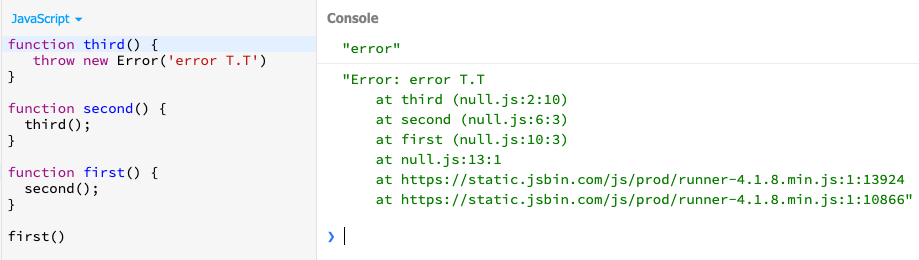 JavaScript
function third() {
   throw new Error('error T.T')
}
function second() {
  third();
}
function first() {
  second();
}
first()
Console
"error"
"Error: error T.T
    at third (null.js:2:10)
    at second (null.js:6:3)
    at first (null.js:10:3)
    at null.js:13:1
    at https://static.jsbin.com/js/prod/runner-4.1.8.min.js:1:13924
    at https://static.jsbin.com/js/prod/runner-4.1.8.min.js:1:10866"